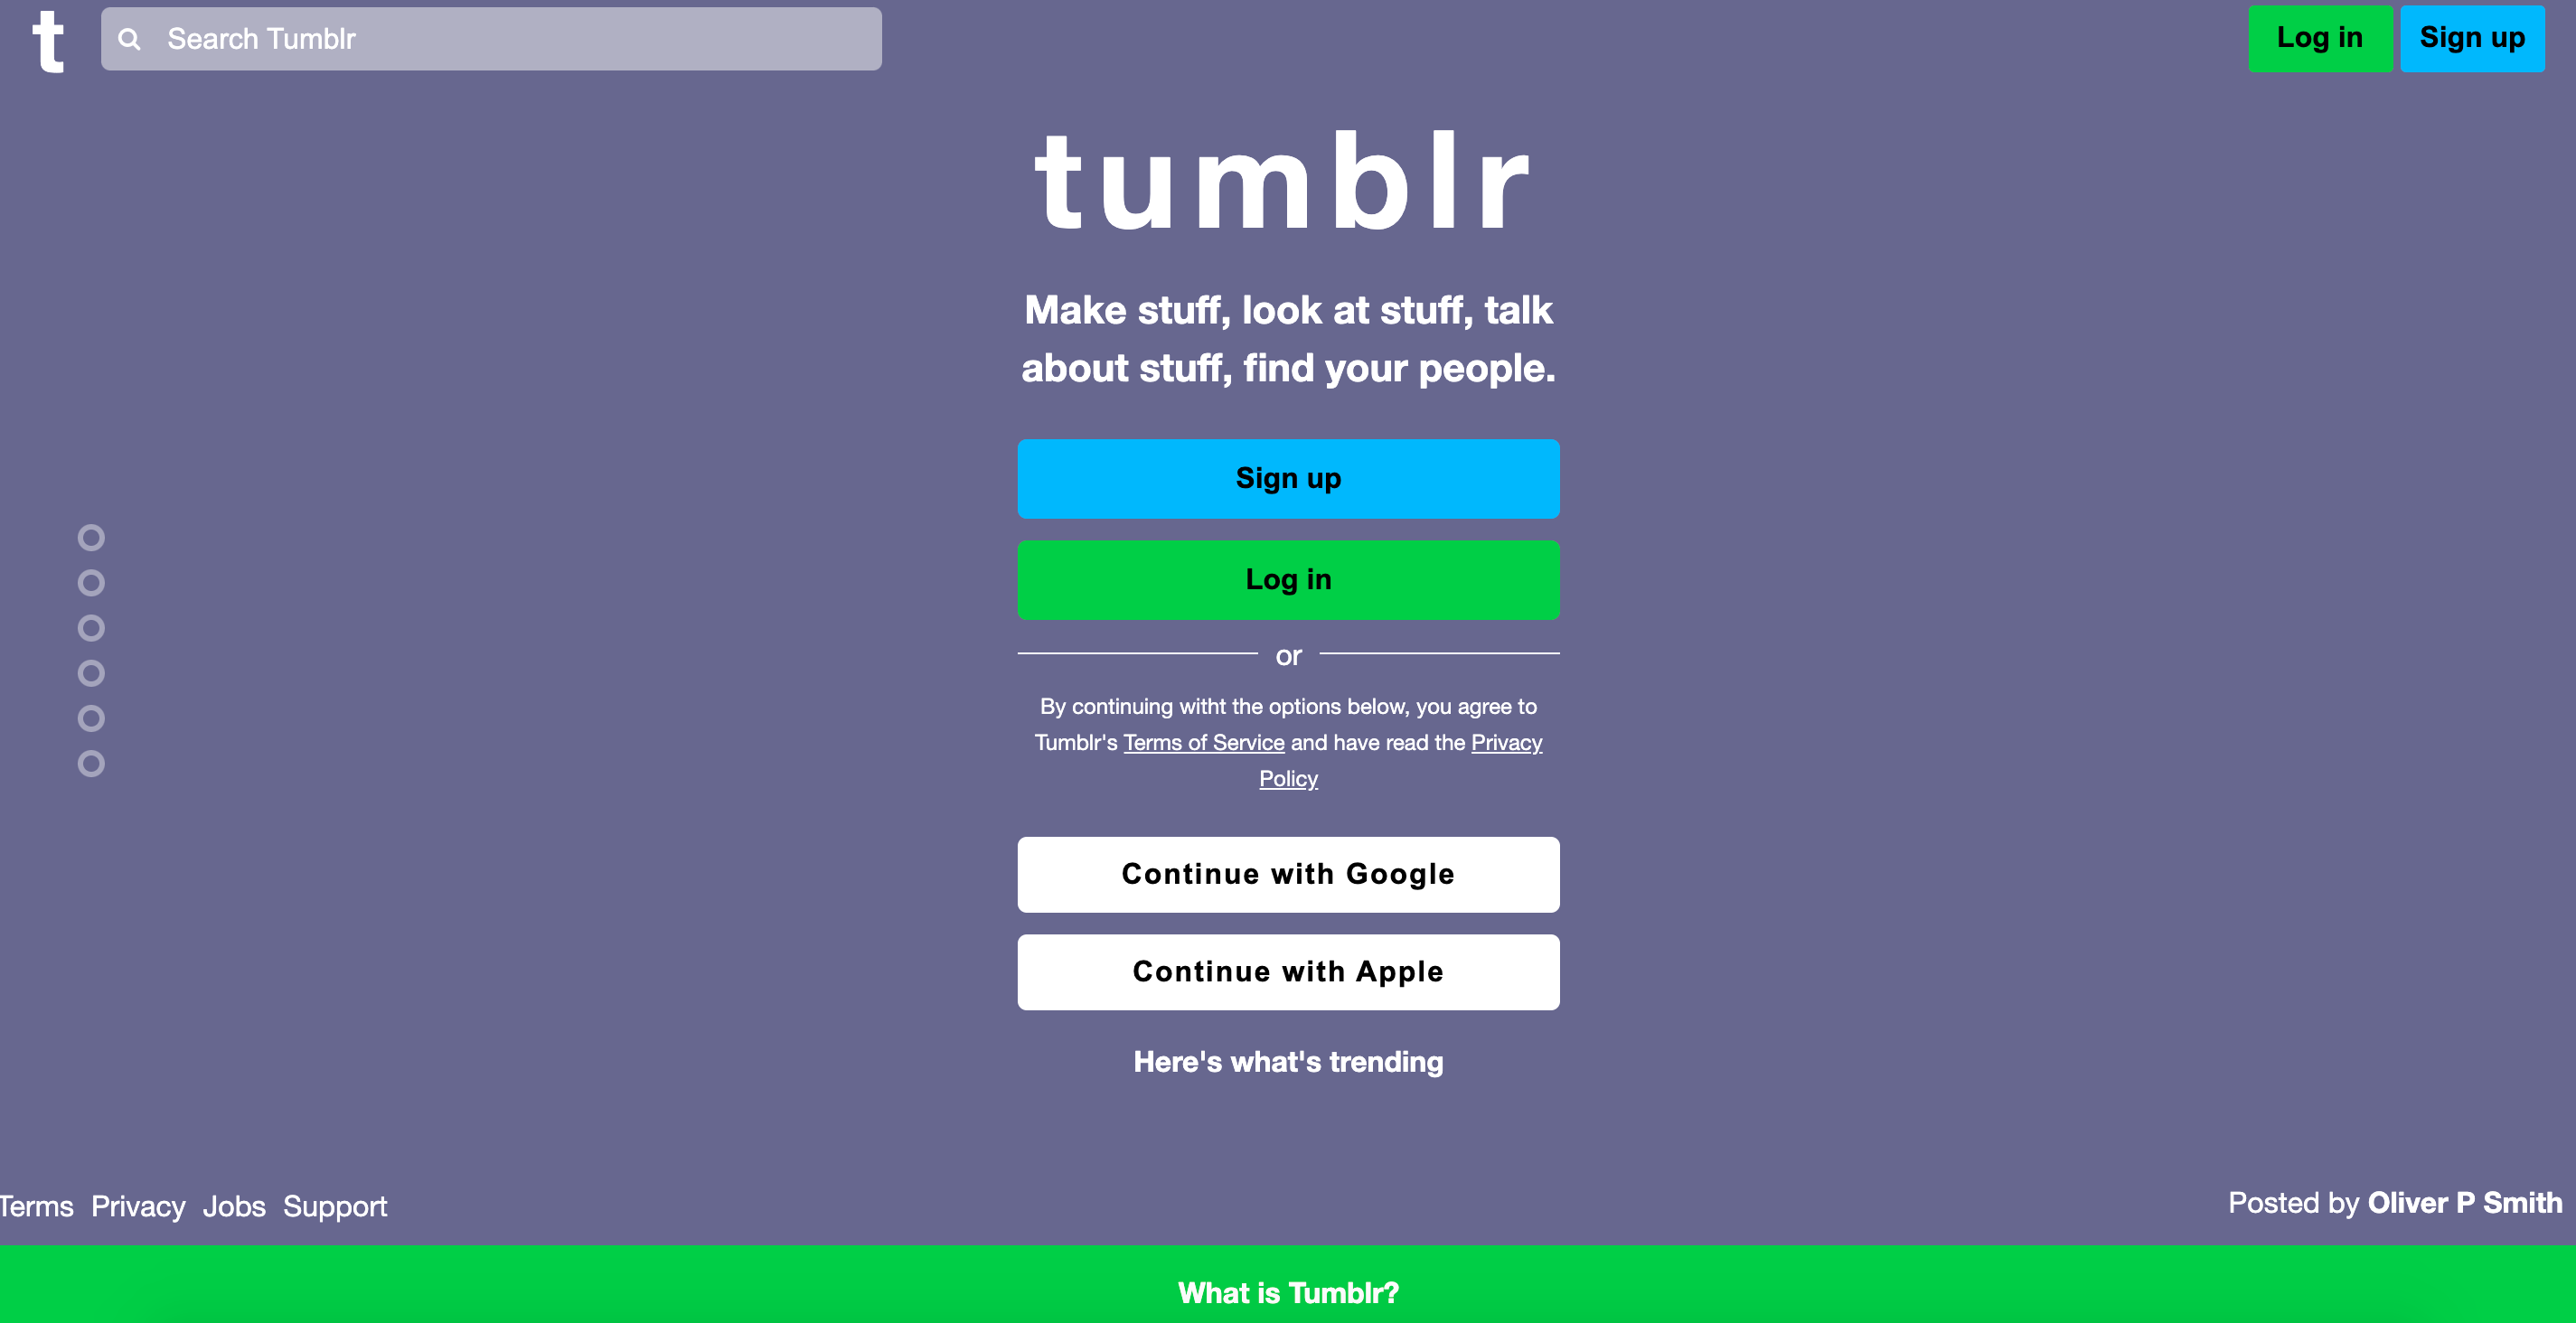 t
Search Tumblr
Log in
Sign up
tumblr
Make stuff, look at stuff, talk
about stuff, find your people.
Sign up
Log in
or
By continuing witht the options below, you agree to
Tumblr's Terms of Service and have read the Privacy
Policy
Continue with Google
Continue with Apple
Here's what's trending
Terms Privacy Jobs Support
Posted by Oliver P Smith
What is Tumblr?